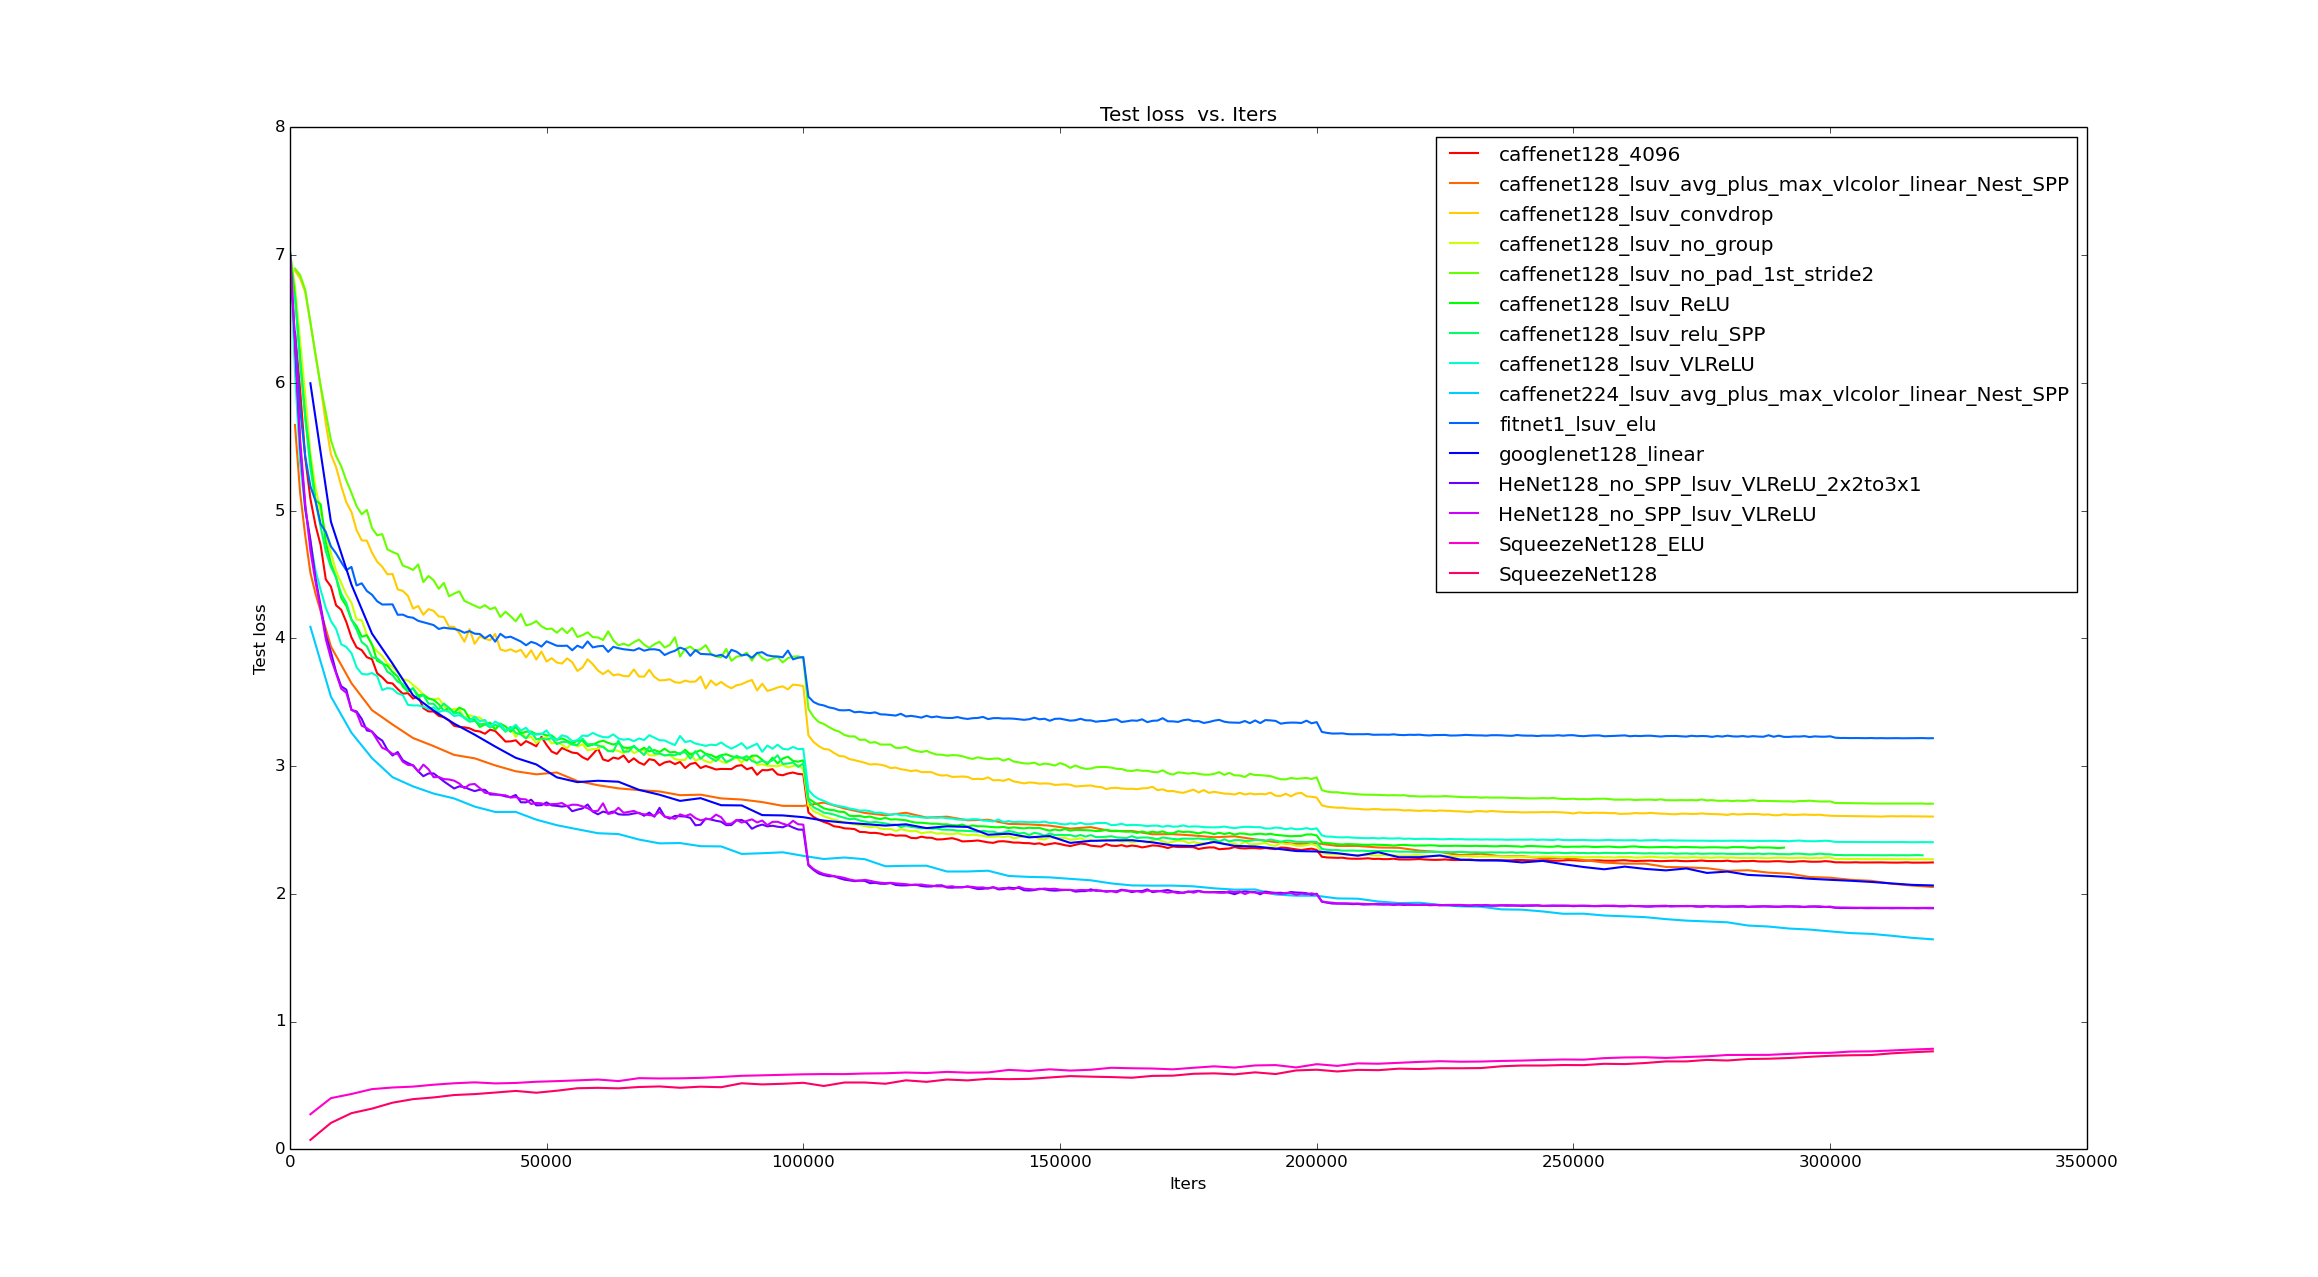 Test loss  vs. Iters
8
7
6
5
4
3
2
1
0
Test loss
caffenet128_4096
caffenet128_lsuv_avg_plus_max_vlcolor_linear_Nest_SPP
caffenet128_lsuv_convdrop
caffenet128_lsuv_no_group
caffenet128_lsuv_no_pad_1st_stride2
caffenet128_lsuv_ReLU
caffenet128_lsuv_relu_SPP
caffenet128_lsuv_VLReLU
caffenet224_lsuv_avg_plus_max_vlcolor_linear_Nest_SPP
fitnet1_lsuv_elu
googlenet128_linear
HeNet128_no_SPP_lsuv_VLReLU_2x2to3x1
HeNet128_no_SPP_lsuv_VLReLU
SqueezeNet128_ELU
SqueezeNet128
0 50000 100000 150000 200000 250000 300000 350000
Iters